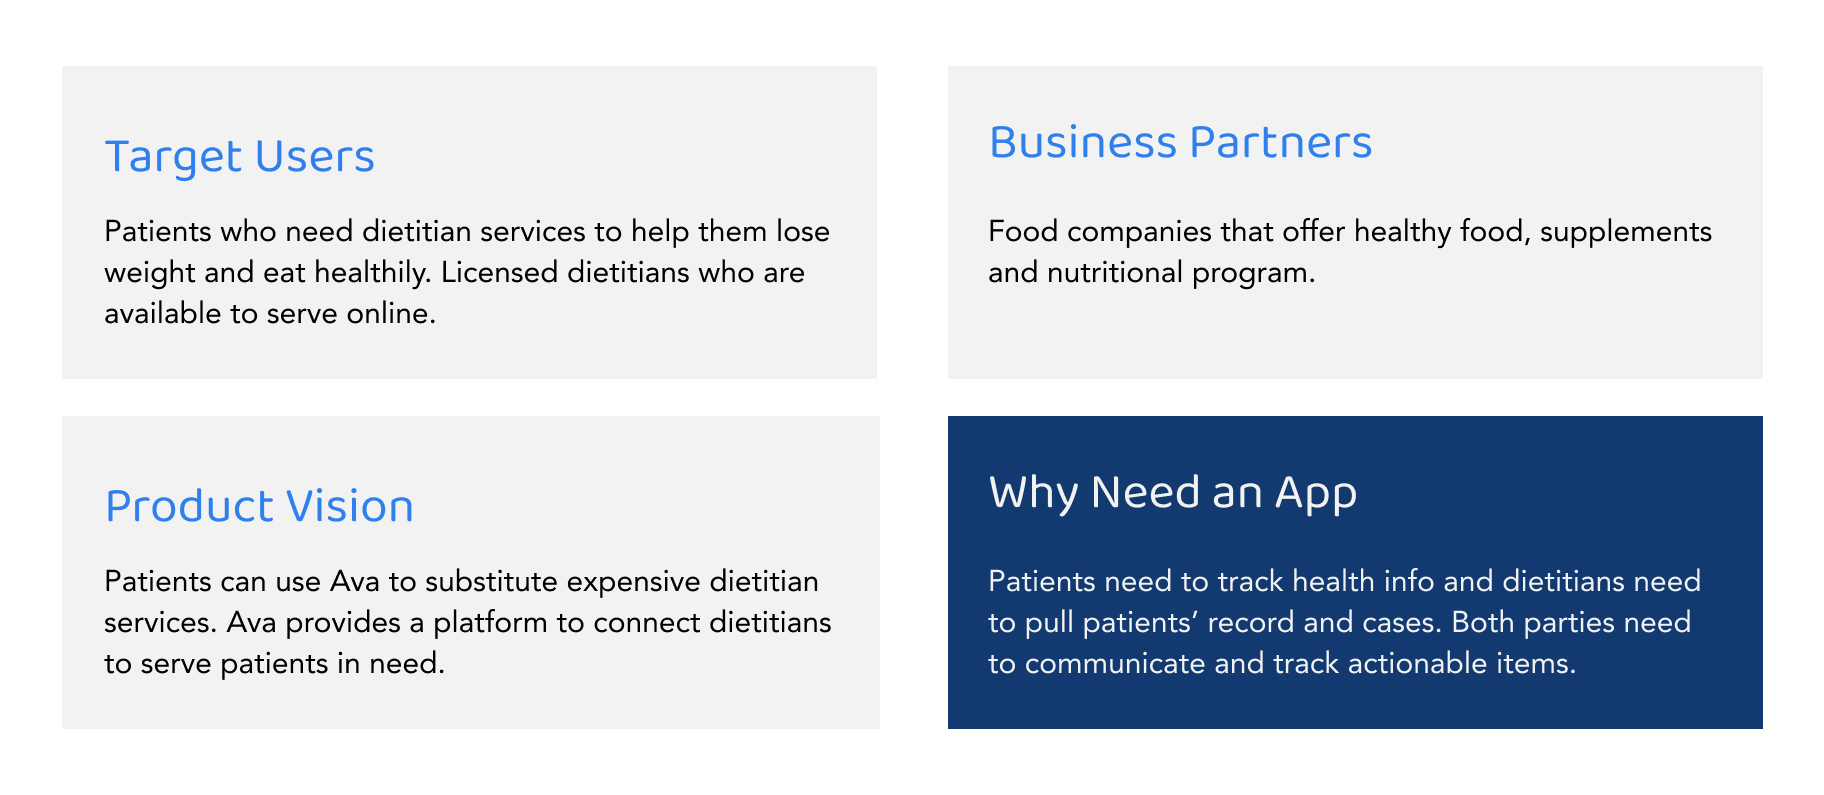 Target Users
Patients who need dietitian services to help them lose
weight and eat healthily. Licensed dietitians who are
available to serve online.
Business Partners
Food companies that offer healthy food, supplements
and nutritional program.
Product Vision
Patients can use Ava to substitute expensive dietitian
services. Ava provides a platform to connect dietitians
to serve patients in need.
Why Need an App
Patients need to track health info and dietitians need
to pull patients’ record and cases. Both parties need
to communicate and track actionable items.